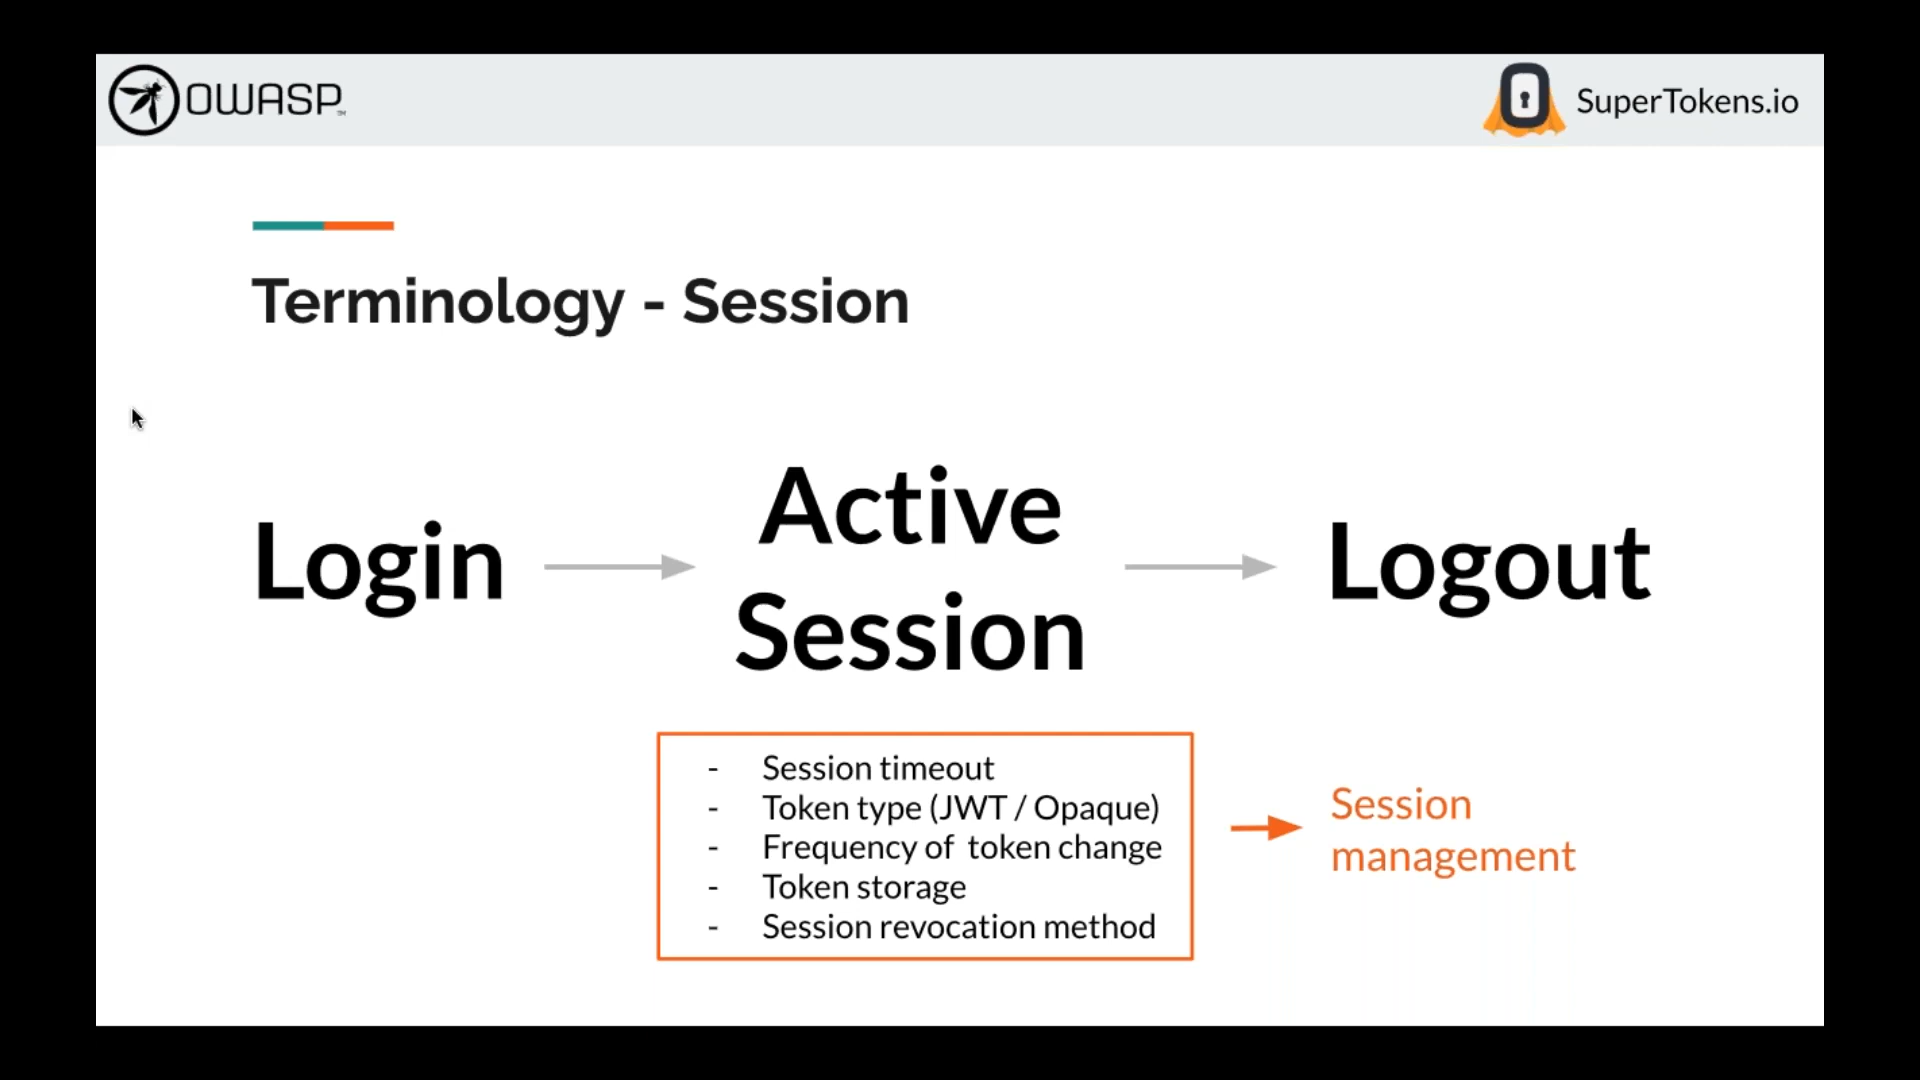 OWASP™
SuperTokens.io
Terminology - Session
Login
Active
Session
Logout
- Session timeout
- Token type (JWT / Opaque)
- Frequency of token change
- Token storage
- Session revocation method
Session
management